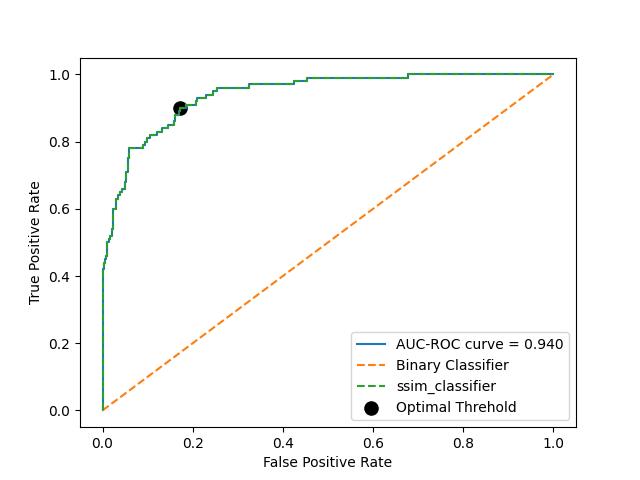 1.0
0.8
0.6
0.4
0.2
0.0
True Positive Rate
AUC-ROC curve = 0.940
Binary Classifier
ssim_classifier
Optimal Threhold
0.0 0.2 0.4 0.6 0.8 1.0
False Positive Rate